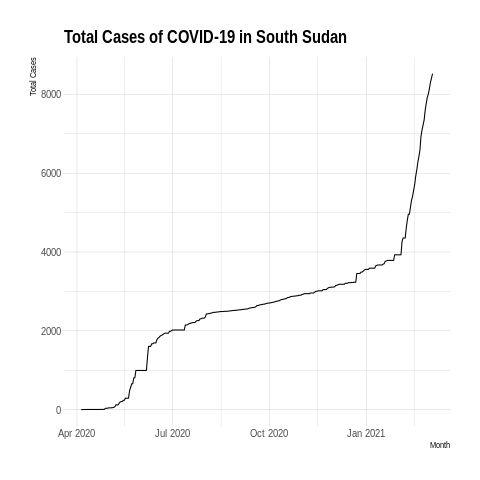 Total Cases of COVID-19 in South Sudan
Total Cases
8000
6000
4000
2000
0
Apr 2020
Jul 2020
Oct 2020
Jan 2021
Month